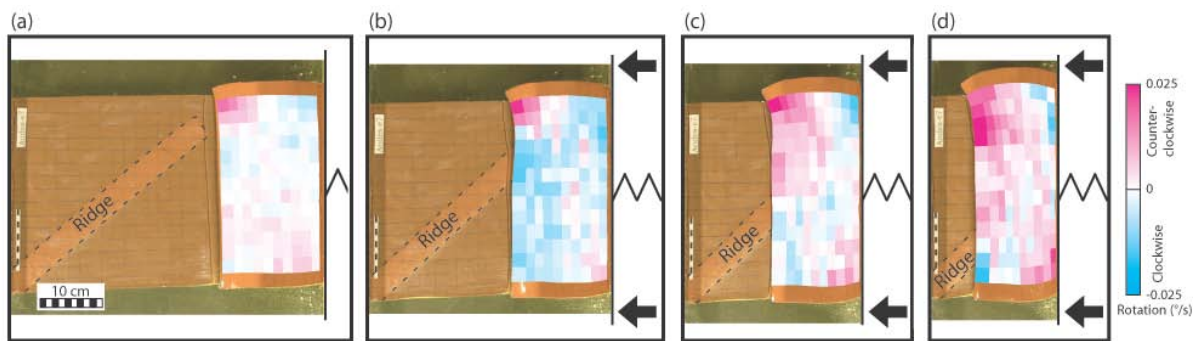 (a)
Ridge
10 cm
(b)
Ridge
(c)
Ridge
(d)
Ridge
0.025
Counter-
clockwise
0
Clockwise
-0.025
Rotation (°/s)